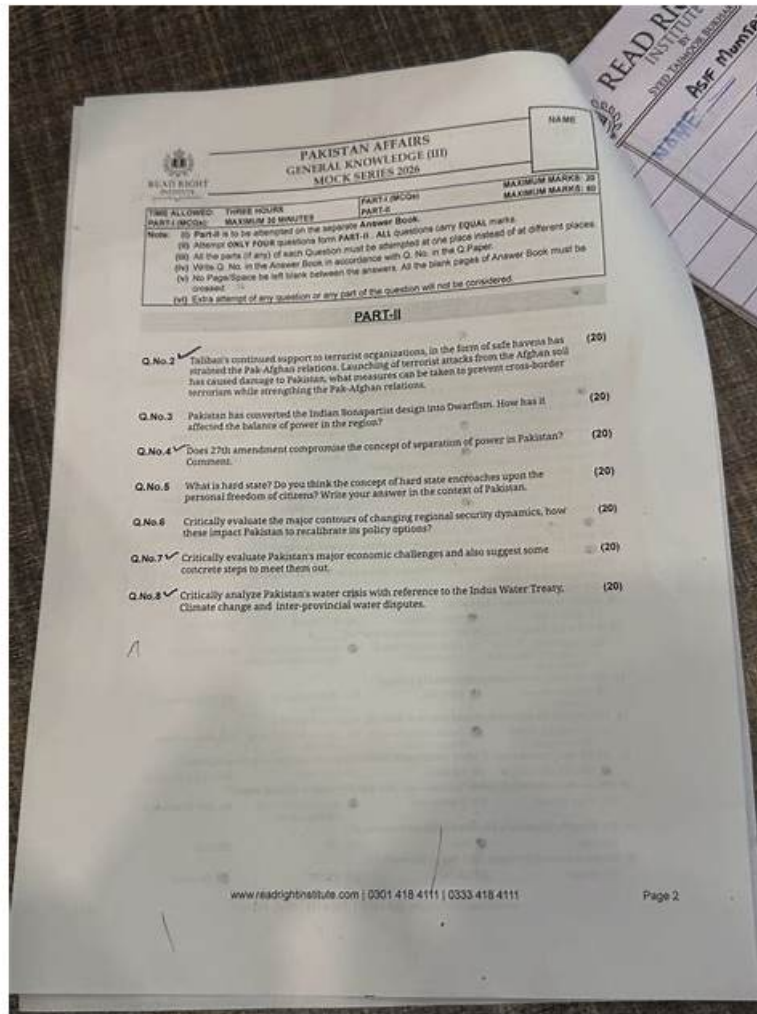 READ RIGHT
INSTITUTE
BY
SYED TAIMOOR BUKHARI
NAME
ASIF MUMTAZ
READ RIGHT
INSTITUTE
PAKISTAN AFFAIRS
GENERAL KNOWLEDGE (III)
MOCK SERIES 2026
NAME
TIME ALLOWED: THREE HOURS
PART-I (MCQs): MAXIMUM 30 MINUTES
PART-I (MCQs)
PART-II
MAXIMUM MARKS: 20
MAXIMUM MARKS: 80
Note: (i) Part-II is to be attempted on the separate Answer Book.
(ii) Attempt ONLY FOUR questions form PART-II. ALL questions carry EQUAL marks.
(iii) All the parts (if any) of each Question must be attempted at one place instead of at different places.
(iv) Write Q. No. in the Answer Book in accordance with Q. No. in the Q.Paper.
(v) No Page/Space be left blank between the answers. All the blank pages of Answer Book must be
crossed.
(vi) Extra attempt of any question or any part of the question will not be considered.
PART-II
Q.No.2 Taliban's continued support to terrorist organizations, in the form of safe havens has (20)
strained the Pak-Afghan relations. Launching of terrorist attacks from the Afghan soil
has caused damage to Pakistan, what measures can be taken to prevent cross-border
terrorism while strengthing the Pak-Afghan relations.
Q.No.3 Pakistan has converted the Indian Bonapartist design into Dwarfism. How has it (20)
affected the balance of power in the region?
Q.No.4 Does 27th amendment compromise the concept of separation of power in Pakistan? (20)
Comment.
Q.No.5 What is hard state? Do you think the concept of hard state encroaches upon the (20)
personal freedom of citizens? Write your answer in the context of Pakistan.
Q.No.6 Critically evaluate the major contours of changing regional security dynamics, how (20)
these impact Pakistan to recalibrate its policy options?
Q.No.7 Critically evaluate Pakistan's major economic challenges and also suggest some (20)
concrete steps to meet them out.
Q.No.8 Critically analyze Pakistan's water crisis with reference to the Indus Water Treaty, (20)
Climate change and inter-provincial water disputes.
www.readrightinstitute.com | 0301 418 4111 | 0333 418 4111
Page 2